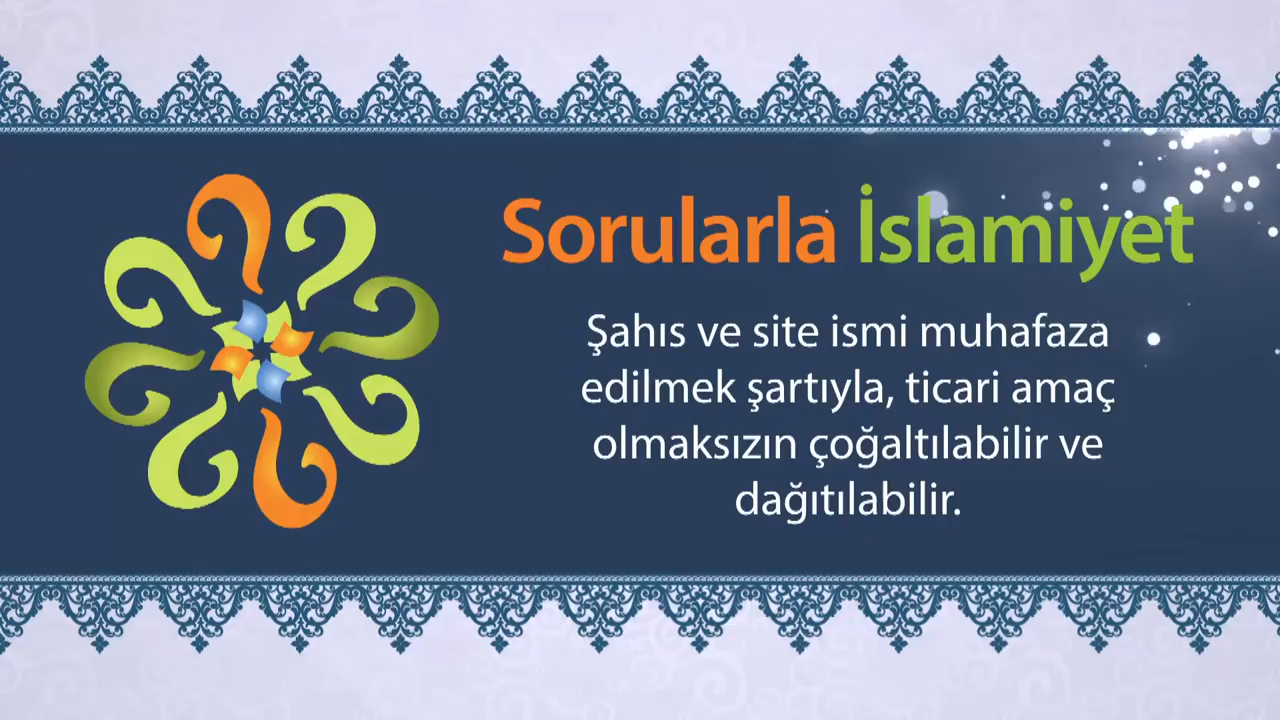 Sorularla İslamiyet
Şahıs ve site ismi muhafaza
edilmek şartıyla, ticari amaç
olmaksızın çoğaltılabilir ve
dağıtılabilir.